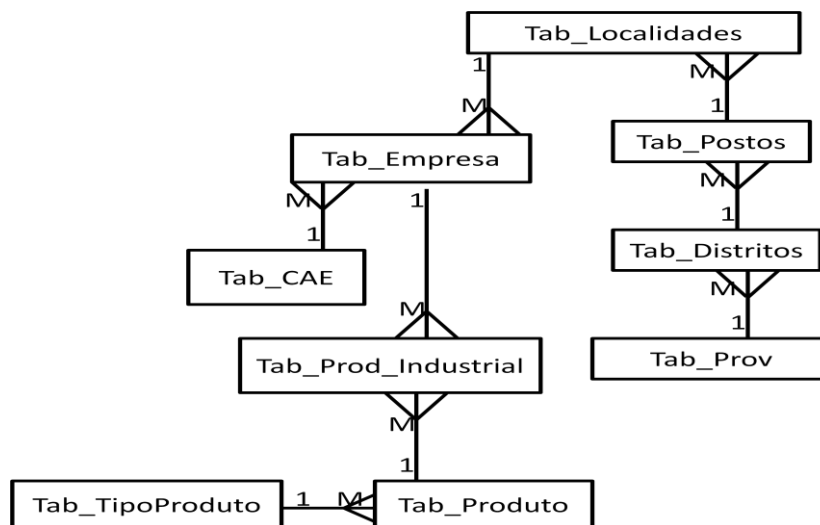 Tab_Localidades
1
M
M
1
Tab_Empresa
Tab_Postos
M
1
M
1
1
Tab_CAE
Tab_Distritos
M
M
1
Tab_Prod_Industrial
Tab_Prov
M
1
Tab_TipoProduto
1
M
Tab_Produto